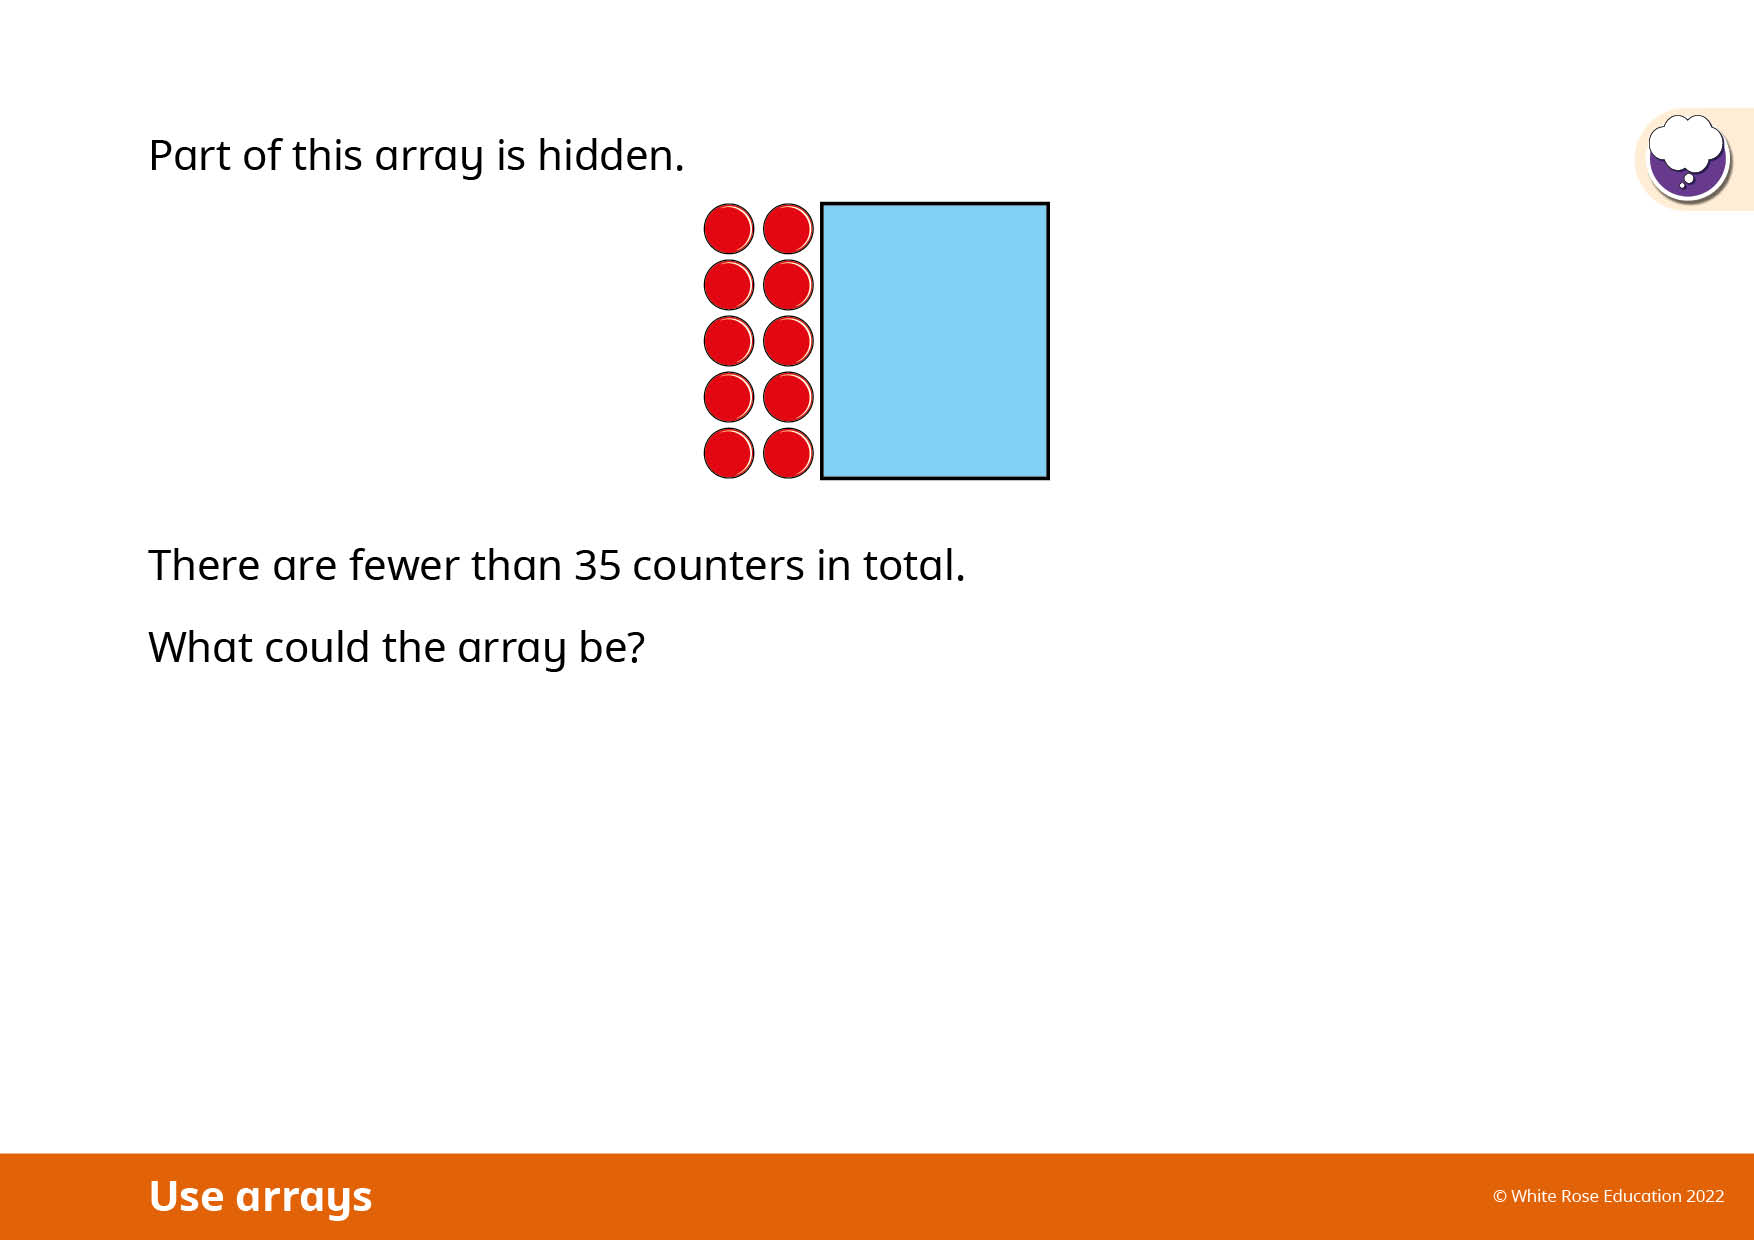 Part of this array is hidden.
There are fewer than 35 counters in total.
What could the array be?
Use arrays
© White Rose Education 2022